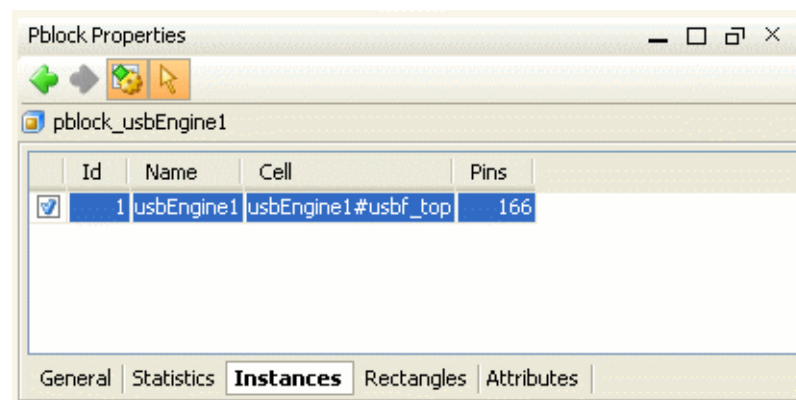 Pblock Properties
pblock_usbEngine1
Id Name Cell Pins
1 usbEngine1 usbEngine1#usbf_top 166
General Statistics Instances Rectangles Attributes